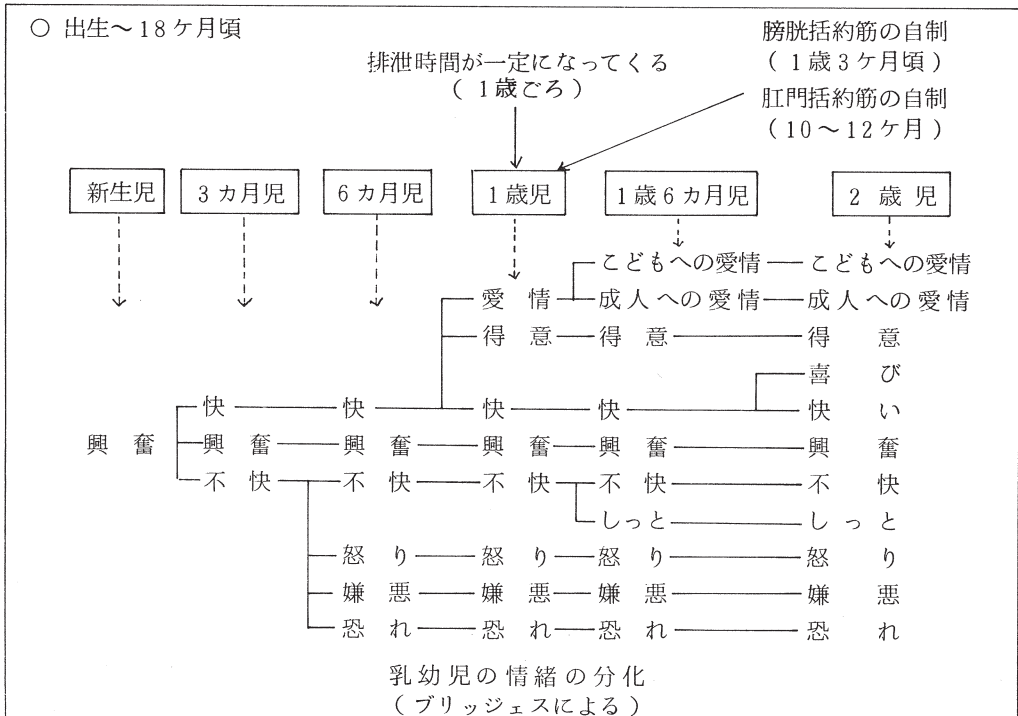 ○ 出生～18ケ月頃
排泄時間が一定になってくる
（1歳ごろ）
膀胱括約筋の自制
（1歳3ケ月頃）
肛門括約筋の自制
（10～12ケ月）
新生児 3カ月児 6カ月児 1歳児 1歳6カ月児 2歳児
こどもへの愛情 こどもへの愛情
愛情 成人への愛情 成人への愛情
得意 得意 得意
喜び
快 快 快 快 快い
興奮 興奮 興奮 興奮 興奮 興奮
不快 不快 不快 不快 不快
しっと しっと
怒り 怒り 怒り 怒り
嫌悪 嫌悪 嫌悪 嫌悪
恐れ 恐れ 恐れ 恐れ
乳幼児の情緒の分化
（ブリッジェスによる）